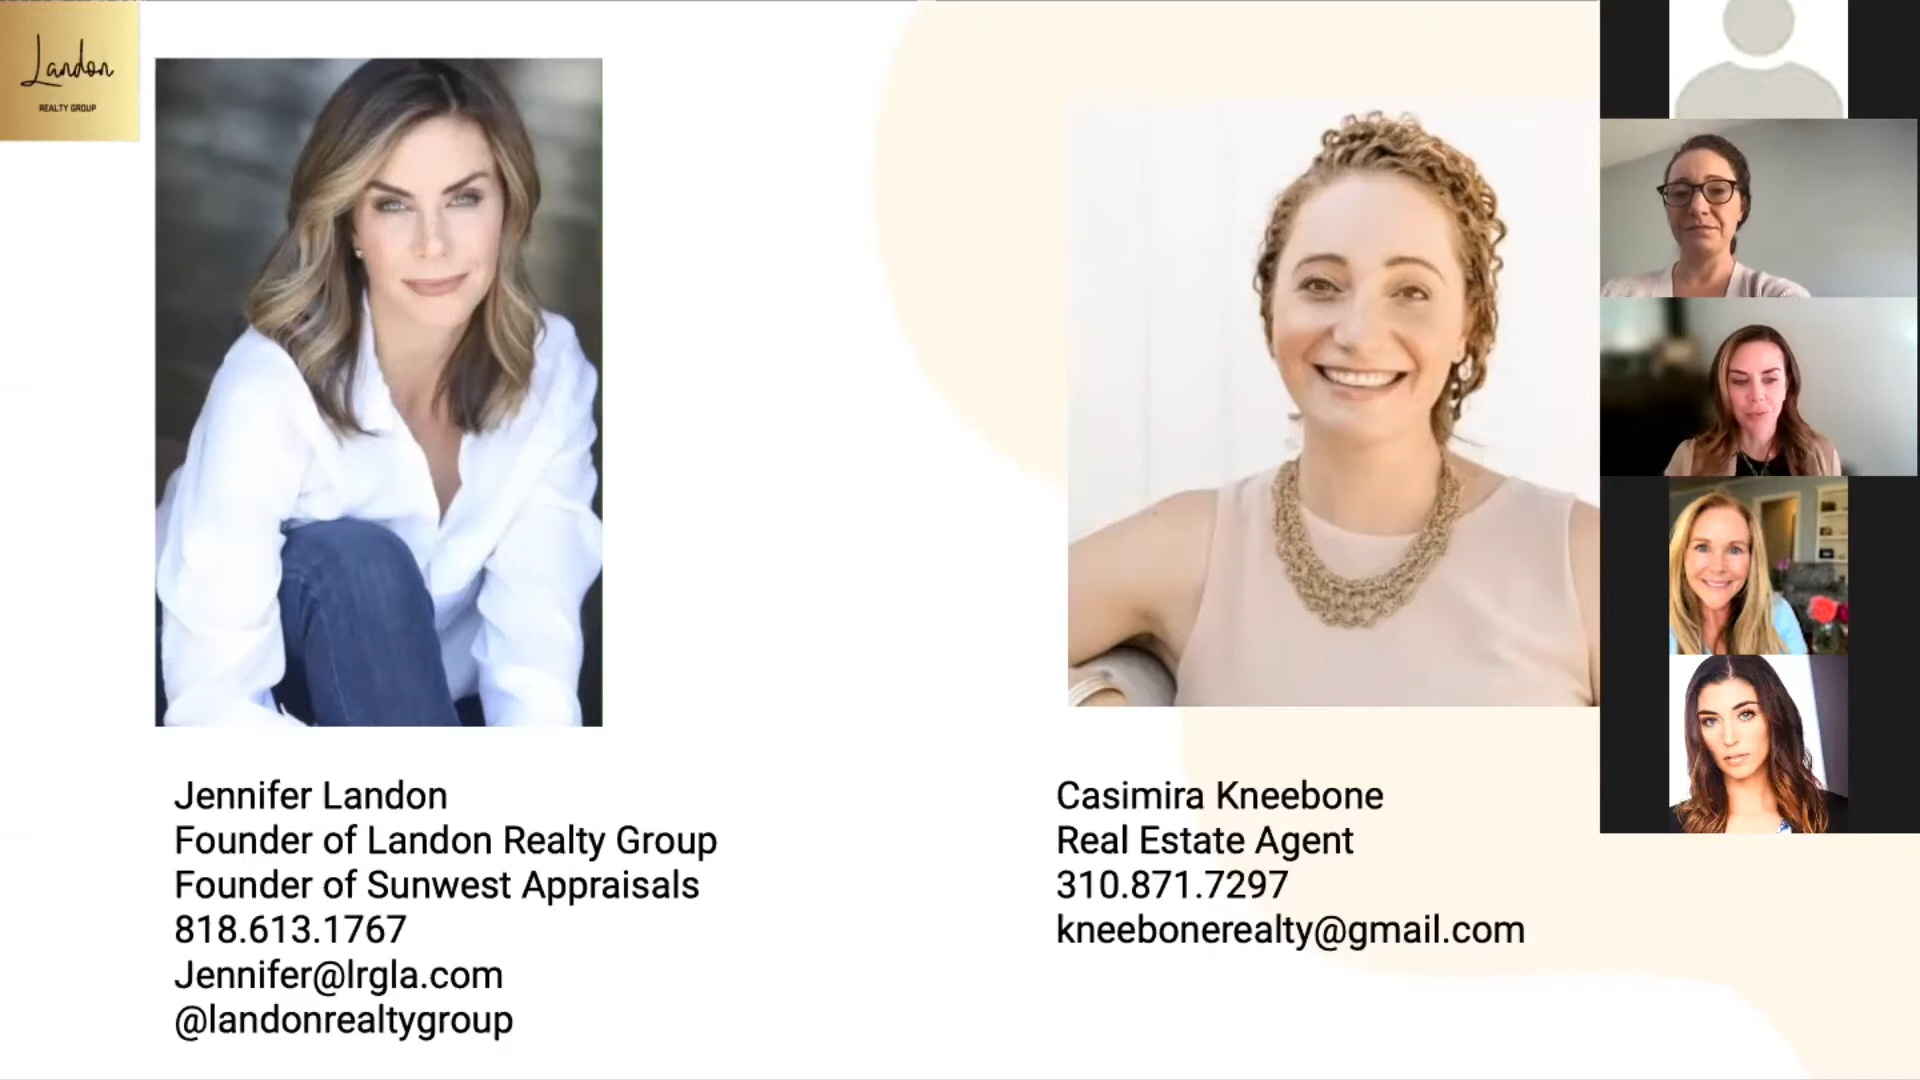 Landon
REALTY GROUP
Jennifer Landon
Founder of Landon Realty Group
Founder of Sunwest Appraisals
818.613.1767
Jennifer@lrgla.com
@landonrealtygroup
Casimira Kneebone
Real Estate Agent
310.871.7297
kneebonerealty@gmail.com